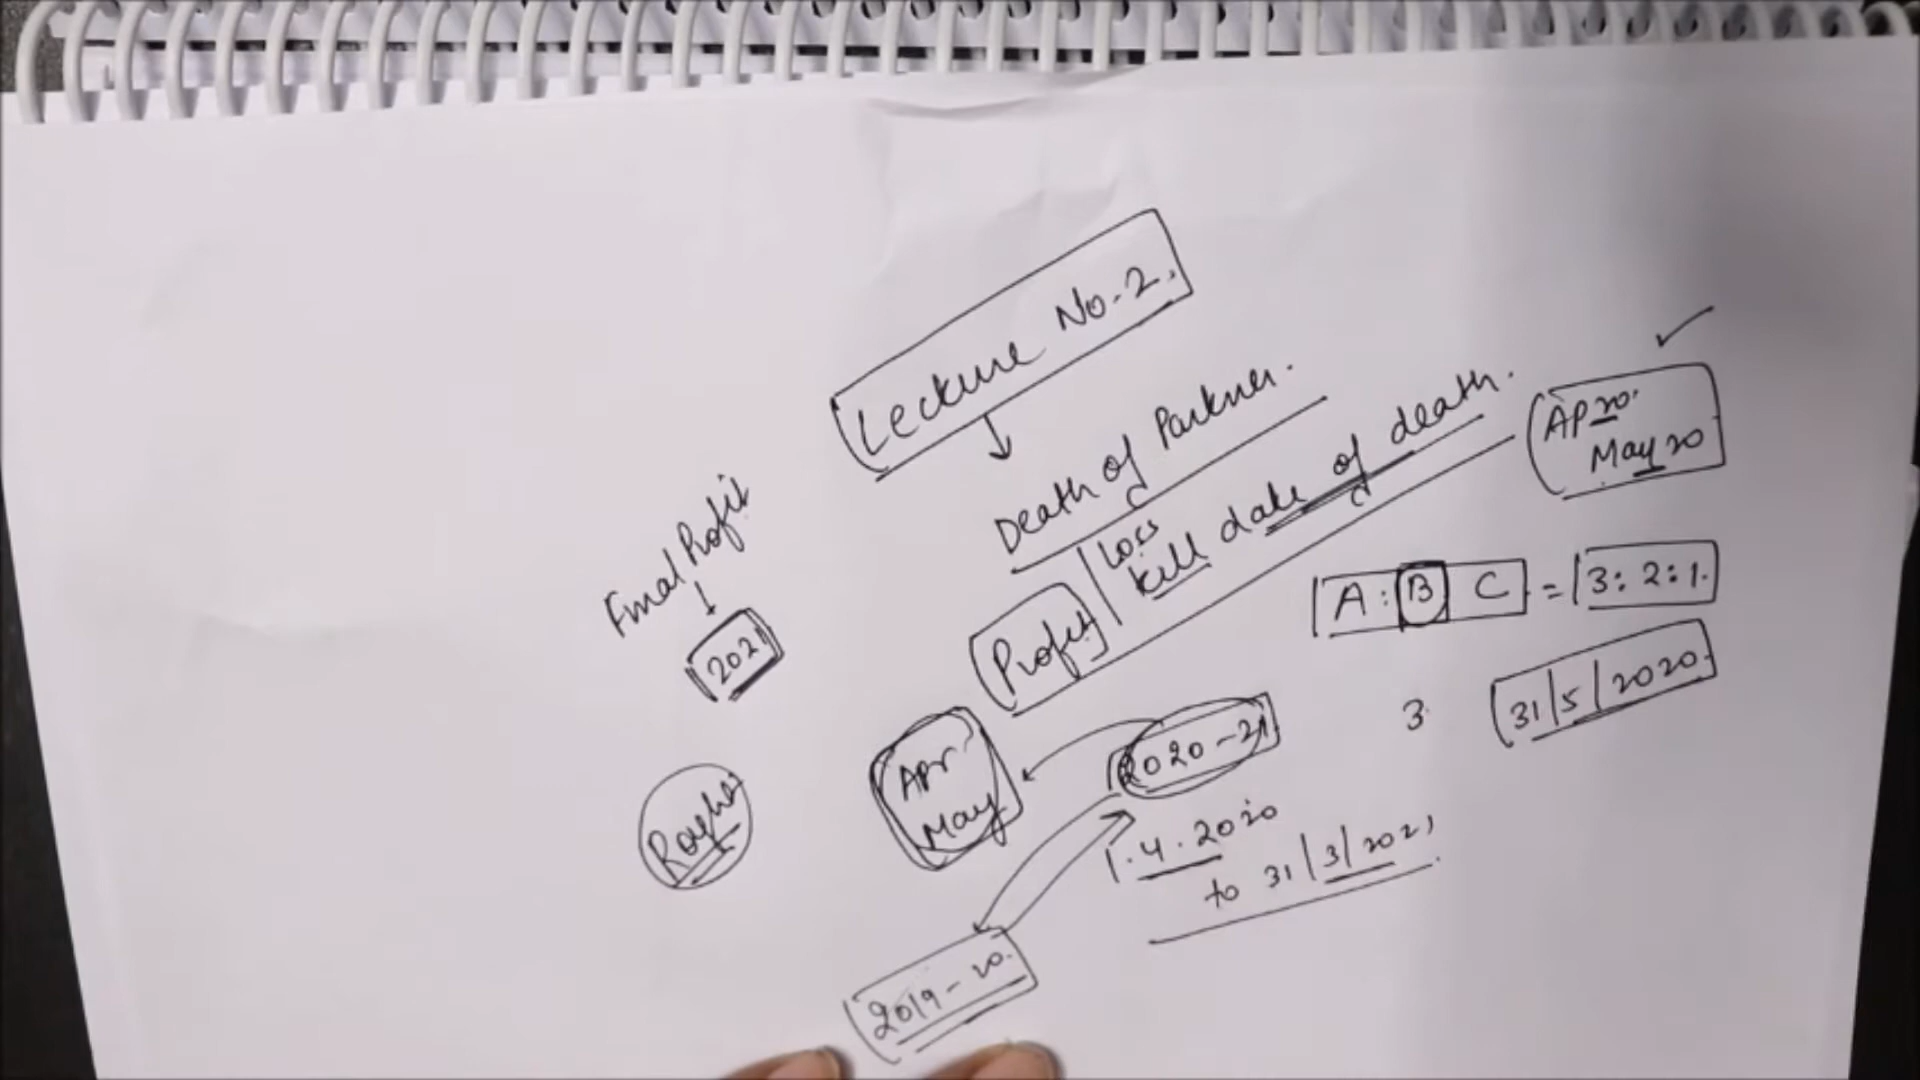 Lecture No-2.
Death of Partner.
Profit | Loss
till date of death.
AP 20.
May 20
A : B C = 3 : 2 : 1.
3
31/5/2020
Final Profit
2021
Apr
May
2020-21
1.4.2020
to 31/3/2021
2019-20.